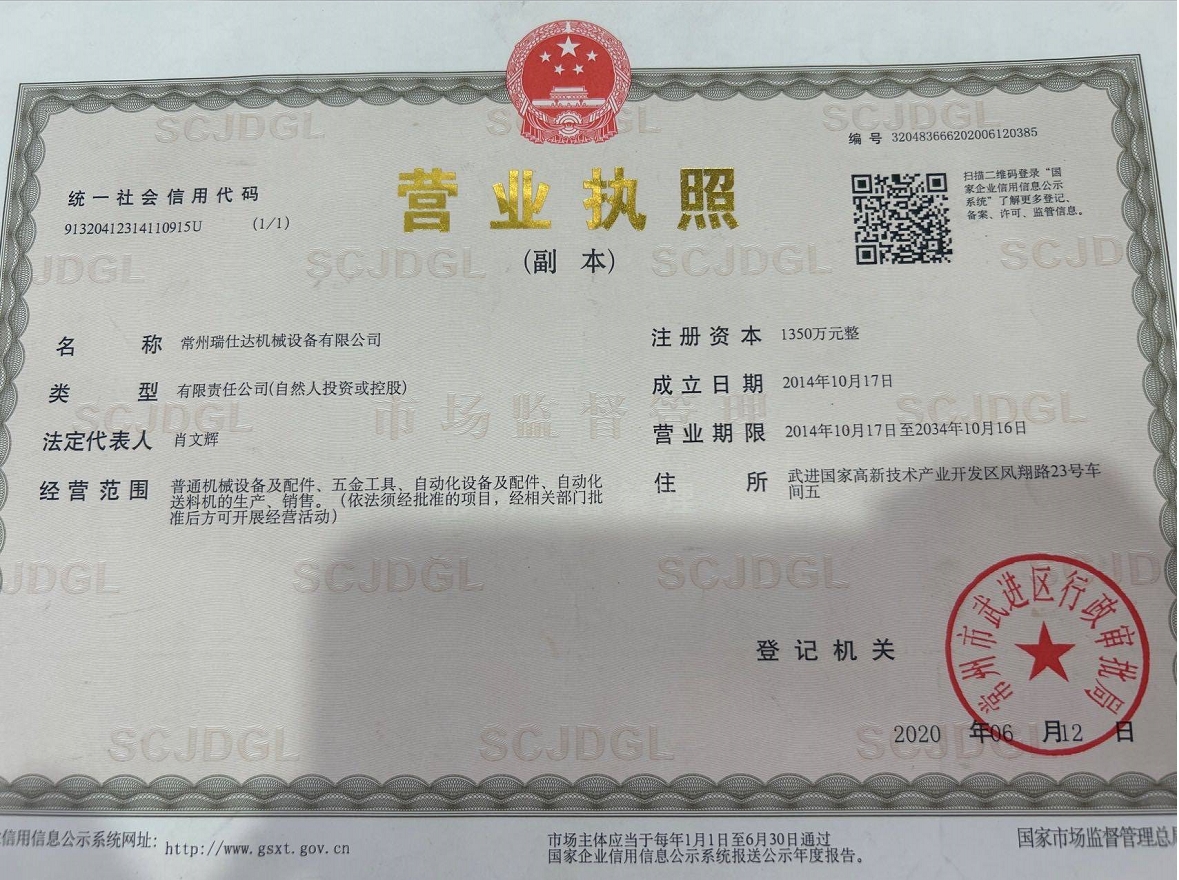 编号 320483666202006120385
统一社会信用代码
91320412314110915U (1/1)
营业执照
(副 本)
扫描二维码登录“国
家企业信用信息公示
系统”了解更多登记、
备案、许可、监管信息。
名称 常州瑞仕达机械设备有限公司
类型 有限责任公司(自然人投资或控股)
法定代表人 肖文辉
经营范围 普通机械设备及配件、五金工具、自动化设备及配件、自动化
送料机的生产、销售。(依法须经批准的项目,经相关部门批
准后方可开展经营活动)
注册资本 1350万元整
成立日期 2014年10月17日
营业期限 2014年10月17日至2034年10月16日
住所 武进国家高新技术产业开发区凤翔路23号车
间五
登记机关
常州市武进区行政审批局
2020 年06 月12 日
信用信息公示系统网址: http://www.gsxt.gov.cn
市场主体应当于每年1月1日至6月30日通过
国家企业信用信息公示系统报送公示年度报告。
国家市场监督管理总局
SCJDGL
市场监督管理